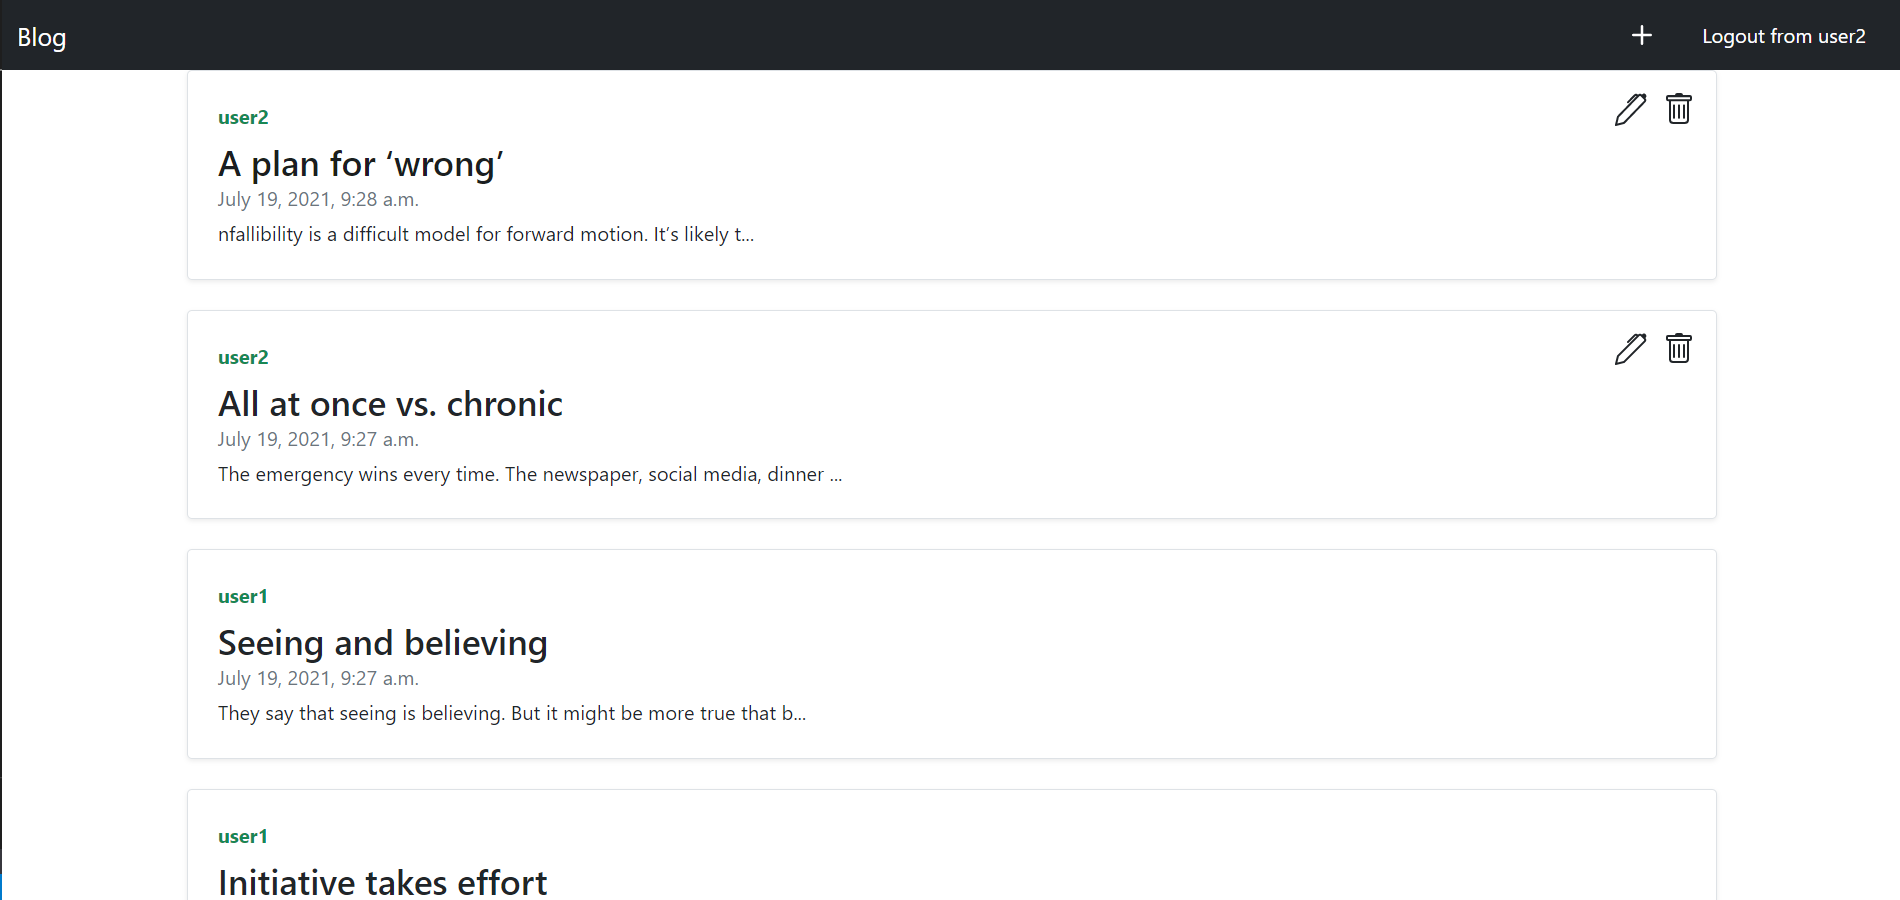 Blog
Logout from user2
user2
A plan for ‘wrong’
July 19, 2021, 9:28 a.m.
nfallibility is a difficult model for forward motion. It’s likely t...
user2
All at once vs. chronic
July 19, 2021, 9:27 a.m.
The emergency wins every time. The newspaper, social media, dinner ...
user1
Seeing and believing
July 19, 2021, 9:27 a.m.
They say that seeing is believing. But it might be more true that b...
user1
Initiative takes effort